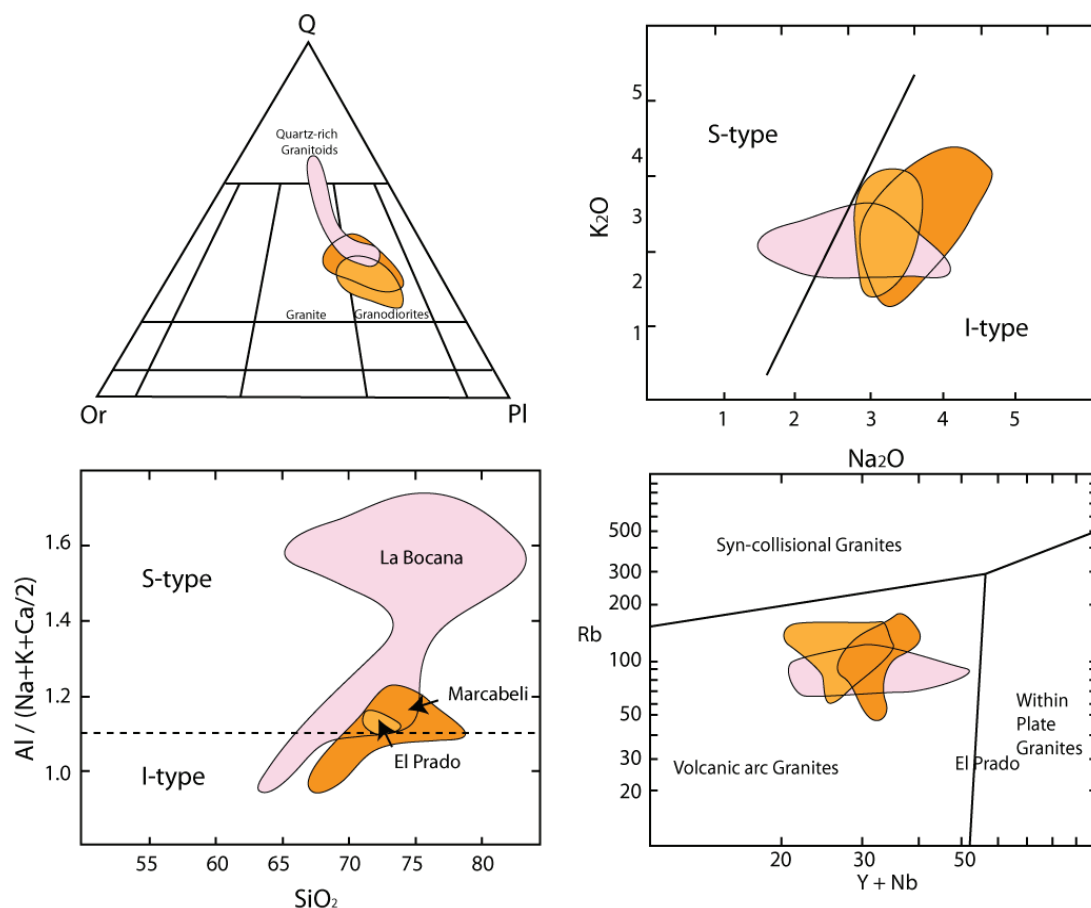 Q
Quartz-rich
Granitoids
Granite
Granodiorites
Or
Pl
5
4
3
2
1
K₂O
S-type
I-type
1
2
3
4
5
Na₂O
1.6
1.4
1.2
1.0
Al / (Na+K+Ca/2)
S-type
La Bocana
Marcabeli
El Prado
I-type
55
60
65
70
75
80
SiO₂
500
300
200
100
50
30
20
Rb
Syn-collisional Granites
Within
Plate
Granites
El Prado
Volcanic arc Granites
20
30
50
Y + Nb